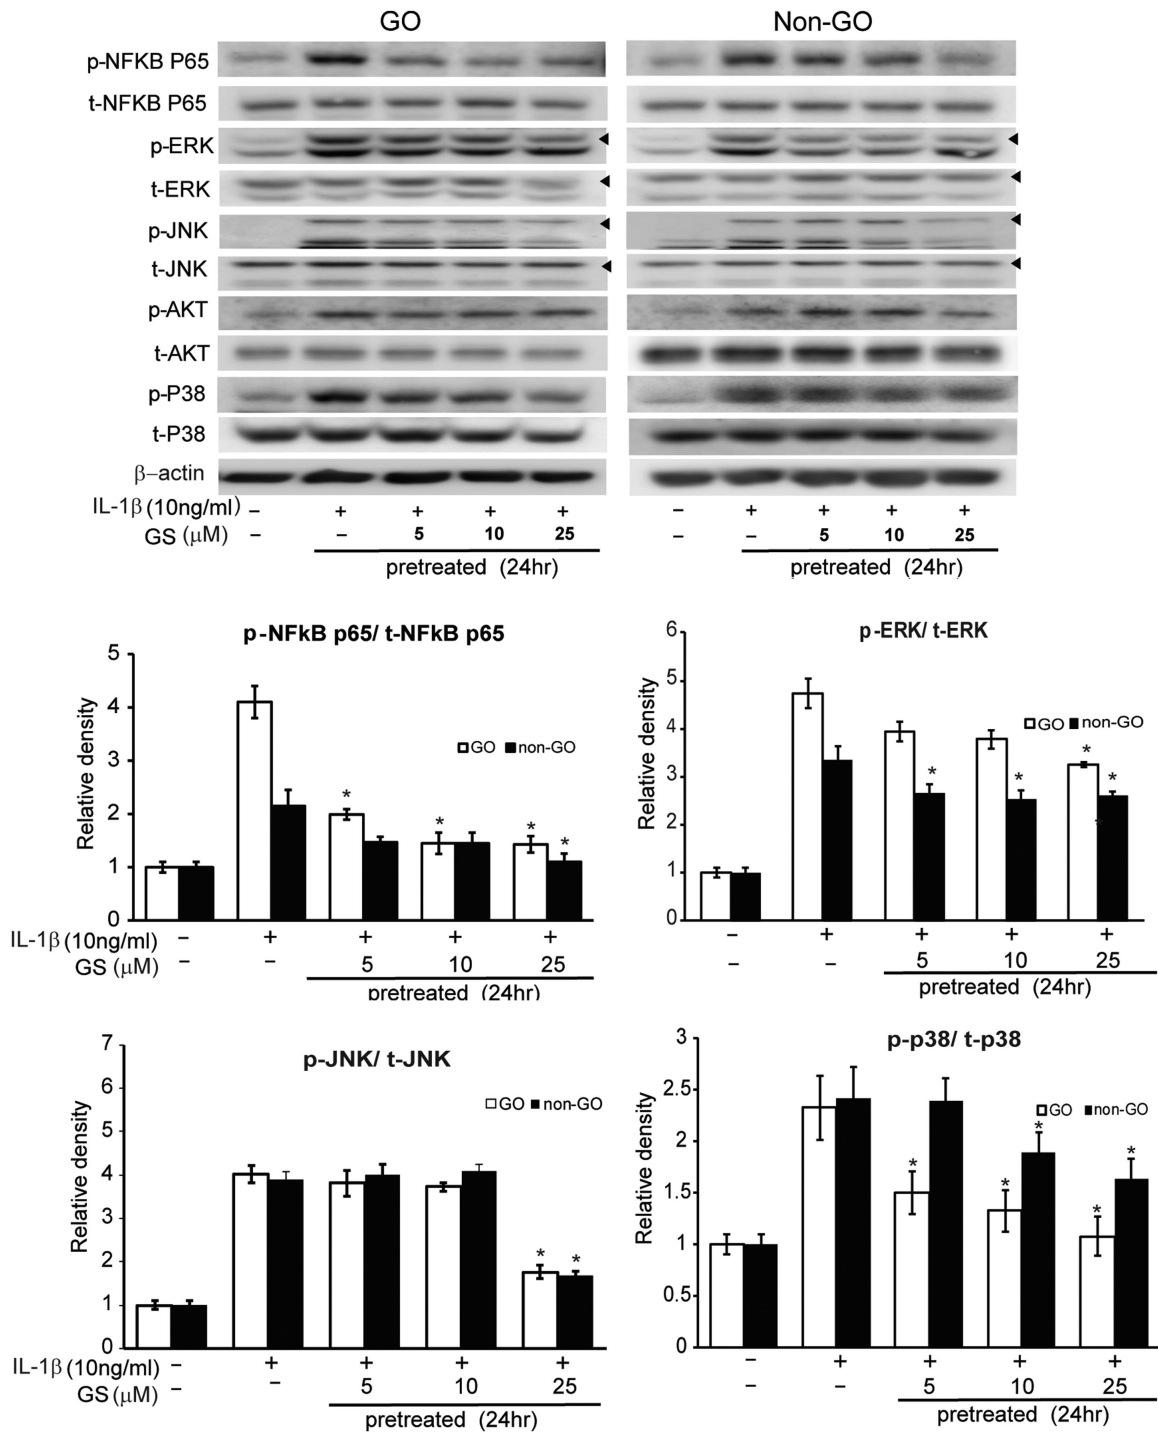 GO Non-GO
p-NFKB P65
t-NFKB P65
p-ERK
t-ERK
p-JNK
t-JNK
p-AKT
t-AKT
p-P38
t-P38
β–actin
IL-1β (10ng/ml) – + + + + – + + + +
GS (μM) – – 5 10 25 – – 5 10 25
pretreated (24hr) pretreated (24hr)
p-NFkB p65/ t-NFkB p65
Relative density
5
4
3
2
1
0
GO non-GO
* * * *
IL-1β (10ng/ml) – + + + +
GS (μM) – – 5 10 25
pretreated (24hr)
p-ERK/ t-ERK
Relative density
6
5
4
3
2
1
0
GO non-GO
* * * *
– + + + +
– – 5 10 25
pretreated (24hr)
p-JNK/ t-JNK
Relative density
7
6
5
4
3
2
1
0
GO non-GO
* *
IL-1β (10ng/ml) – + + + +
GS (μM) – – 5 10 25
pretreated (24hr)
p-p38/ t-p38
Relative density
3
2.5
2
1.5
1
0.5
0
GO non-GO
* * * * *
– + + + +
– – 5 10 25
pretreated (24hr)